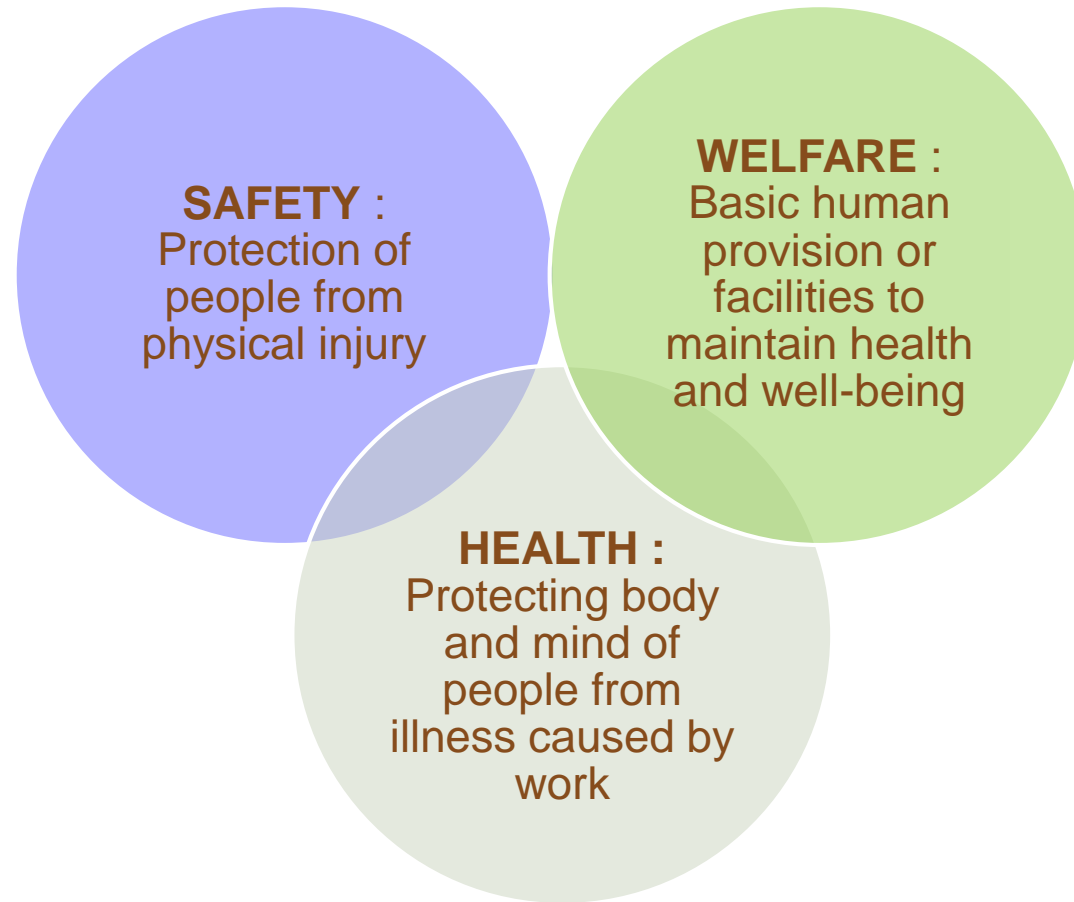 SAFETY :
Protection of
people from
physical injury
WELFARE :
Basic human
provision or
facilities to
maintain health
and well-being
HEALTH :
Protecting body
and mind of
people from
illness caused by
work